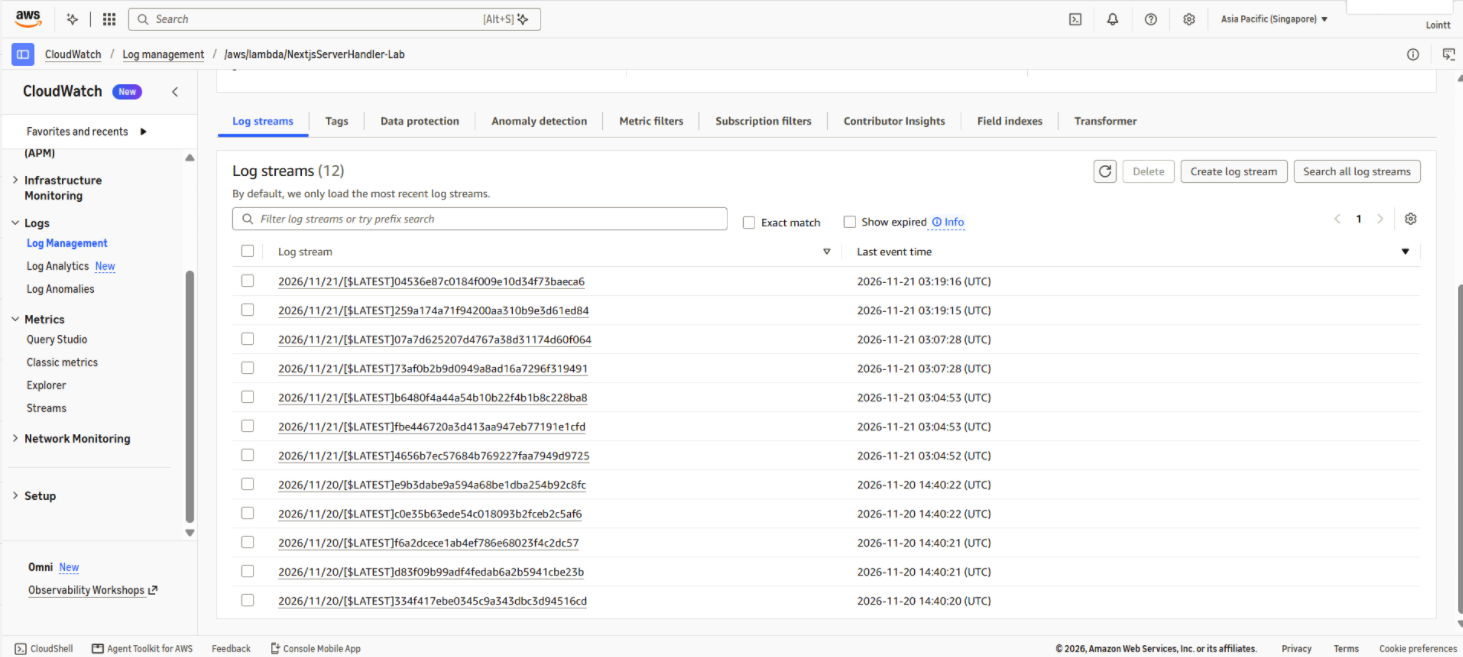 aws
Search [Alt+S]
Asia Pacific (Singapore) ▼
Lointt
CloudWatch / Log management / /aws/lambda/NextjsServerHandler-Lab
CloudWatch New
Favorites and recents
(APM)
Infrastructure
Monitoring
Logs
Log Management
Log Analytics New
Log Anomalies
Metrics
Query Studio
Classic metrics
Explorer
Streams
Network Monitoring
Setup
Omni New
Observability Workshops
Log streams Tags Data protection Anomaly detection Metric filters Subscription filters Contributor Insights Field indexes Transformer
Log streams (12)
Delete Create log stream Search all log streams
By default, we only load the most recent log streams.
Filter log streams or try prefix search Exact match Show expired Info 1
Log stream Last event time
2026/11/21/[$LATEST]04536e87c0184f009e10d34f73baeca6 2026-11-21 03:19:16 (UTC)
2026/11/21/[$LATEST]259a174a71f94200aa310b9e3d61ed84 2026-11-21 03:19:15 (UTC)
2026/11/21/[$LATEST]07a7d625207d4767a38d31174d60f064 2026-11-21 03:07:28 (UTC)
2026/11/21/[$LATEST]73af0b2b9d0949a8ad16a7296f319491 2026-11-21 03:07:28 (UTC)
2026/11/21/[$LATEST]b6480f4a44a54b10b22f4b1b8c228ba8 2026-11-21 03:04:53 (UTC)
2026/11/21/[$LATEST]fbe446720a3d413aa947eb77191e1cfd 2026-11-21 03:04:53 (UTC)
2026/11/21/[$LATEST]4656b7ec57684b769227faa7949d9725 2026-11-21 03:04:52 (UTC)
2026/11/20/[$LATEST]e9b3dabe9a594a68be1dba254b92c8fc 2026-11-20 14:40:22 (UTC)
2026/11/20/[$LATEST]c0e35b63ede54c018093b2fceb2c5af6 2026-11-20 14:40:22 (UTC)
2026/11/20/[$LATEST]f6a2dcece1ab4ef786e68023f4c2dc57 2026-11-20 14:40:21 (UTC)
2026/11/20/[$LATEST]d83f09b99adf4fedab6a2b5941cbe23b 2026-11-20 14:40:21 (UTC)
2026/11/20/[$LATEST]334f417ebe0345c9a343dbc3d94516cd 2026-11-20 14:40:20 (UTC)
CloudShell Agent Toolkit for AWS Feedback Console Mobile App © 2026, Amazon Web Services, Inc. or its affiliates. Privacy Terms Cookie preferences